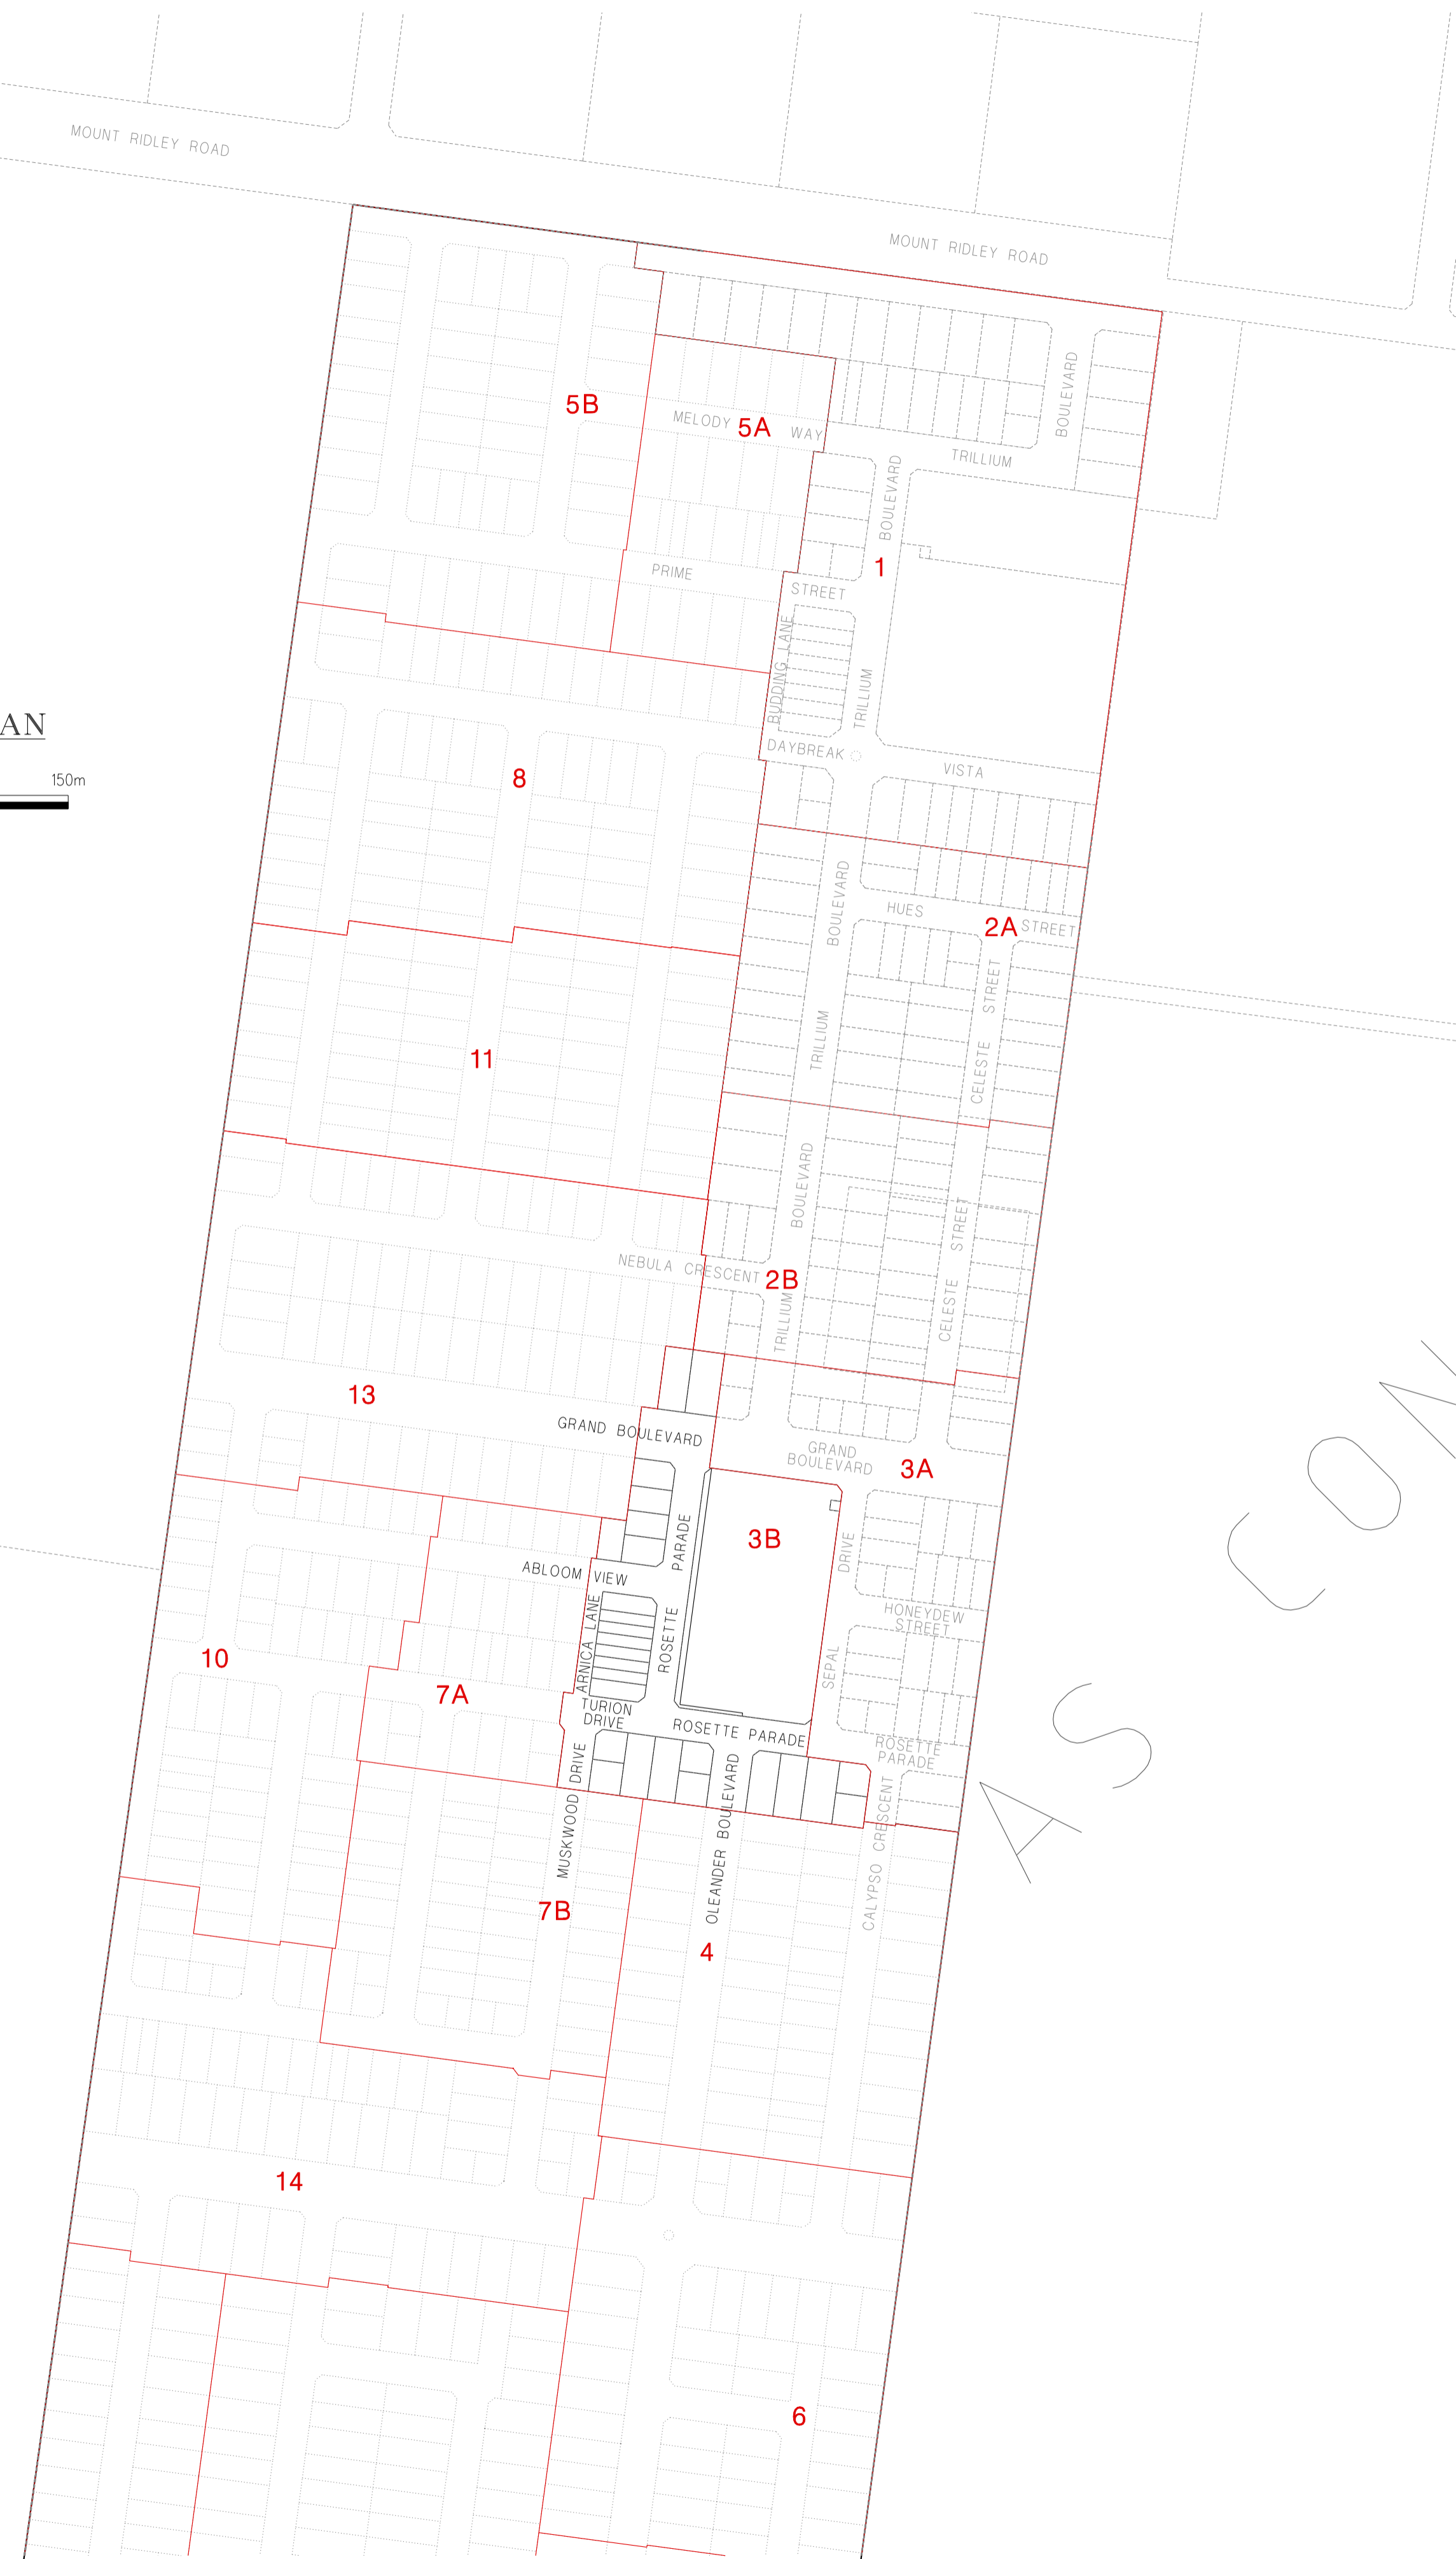 MOUNT RIDLEY ROAD
MOUNT RIDLEY ROAD
BOULEVARD
5B
MELODY
5A
WAY
TRILLIUM
BOULEVARD
1
PRIME
STREET
BUDDING LANE
TRILLIUM
AN
150m
DAYBREAK
VISTA
8
BOULEVARD
HUES
2A
STREET
STREET
TRILLIUM
CELESTE
11
BOULEVARD
STREET
NEBULA CRESCENT
2B
TRILLIUM
CELESTE
13
GRAND BOULEVARD
GRAND
BOULEVARD
3A
CON
PARADE
3B
DRIVE
ABLOOM VIEW
ARNICA LANE
ROSETTE
HONEYDEW
STREET
SEPAL
10
7A
TURION
DRIVE
ROSETTE PARADE
ROSETTE
PARADE
AS
MUSKWOOD DRIVE
OLEANDER BOULEVARD
CALYPSO CRESCENT
7B
4
14
6